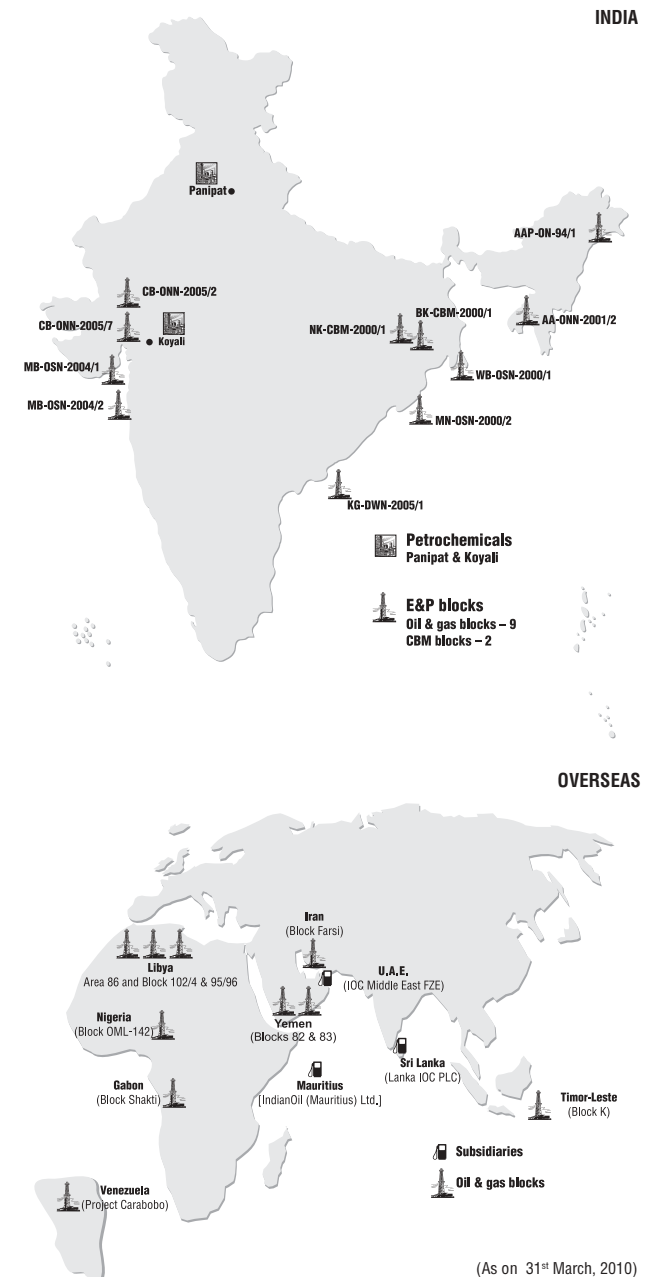 INDIA
Panipat
AAP-ON-94/1
CB-ONN-2005/2
BK-CBM-2000/1
AA-ONN-2001/2
CB-ONN-2005/7
NK-CBM-2000/1
Koyali
MB-OSN-2004/1
WB-OSN-2000/1
MB-OSN-2004/2
MN-OSN-2000/2
KG-DWN-2005/1
Petrochemicals
Panipat & Koyali
E&P blocks
Oil & gas blocks – 9
CBM blocks – 2
OVERSEAS
Iran
(Block Farsi)
Libya
Area 86 and Block 102/4 & 95/96
U.A.E.
(IOC Middle East FZE)
Nigeria
(Block OML-142)
Yemen
(Blocks 82 & 83)
Sri Lanka
(Lanka IOC PLC)
Gabon
(Block Shakti)
Mauritius
[IndianOil (Mauritius) Ltd.]
Timor-Leste
(Block K)
Subsidiaries
Oil & gas blocks
Venezuela
(Project Carabobo)
(As on 31st March, 2010)